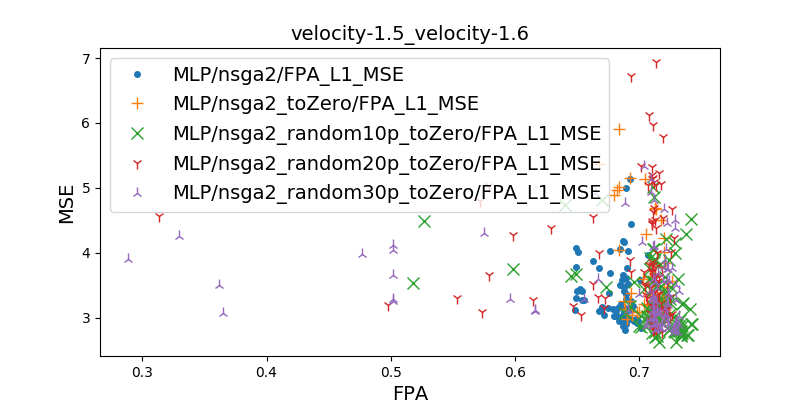 velocity-1.5_velocity-1.6
MLP/nsga2/FPA_L1_MSE
MLP/nsga2_toZero/FPA_L1_MSE
MLP/nsga2_random10p_toZero/FPA_L1_MSE
MLP/nsga2_random20p_toZero/FPA_L1_MSE
MLP/nsga2_random30p_toZero/FPA_L1_MSE
MSE
7
6
5
4
3
0.3 0.4 0.5 0.6 0.7
FPA